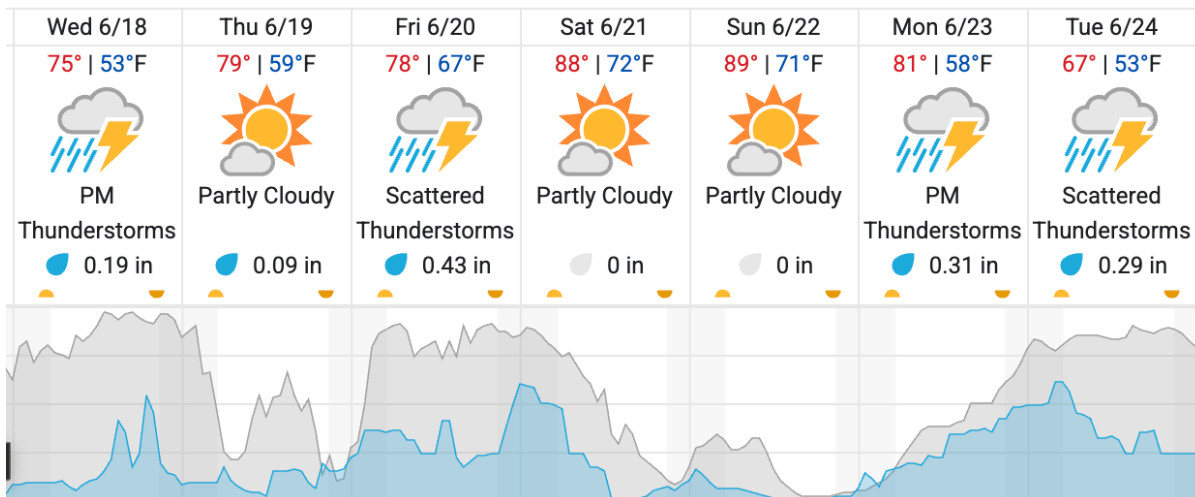 Wed 6/18
75° | 53°F
PM
Thunderstorms
0.19 in
Thu 6/19
79° | 59°F
Partly Cloudy
0.09 in
Fri 6/20
78° | 67°F
Scattered
Thunderstorms
0.43 in
Sat 6/21
88° | 72°F
Partly Cloudy
0 in
Sun 6/22
89° | 71°F
Partly Cloudy
0 in
Mon 6/23
81° | 58°F
PM
Thunderstorms
0.31 in
Tue 6/24
67° | 53°F
Scattered
Thunderstorms
0.29 in